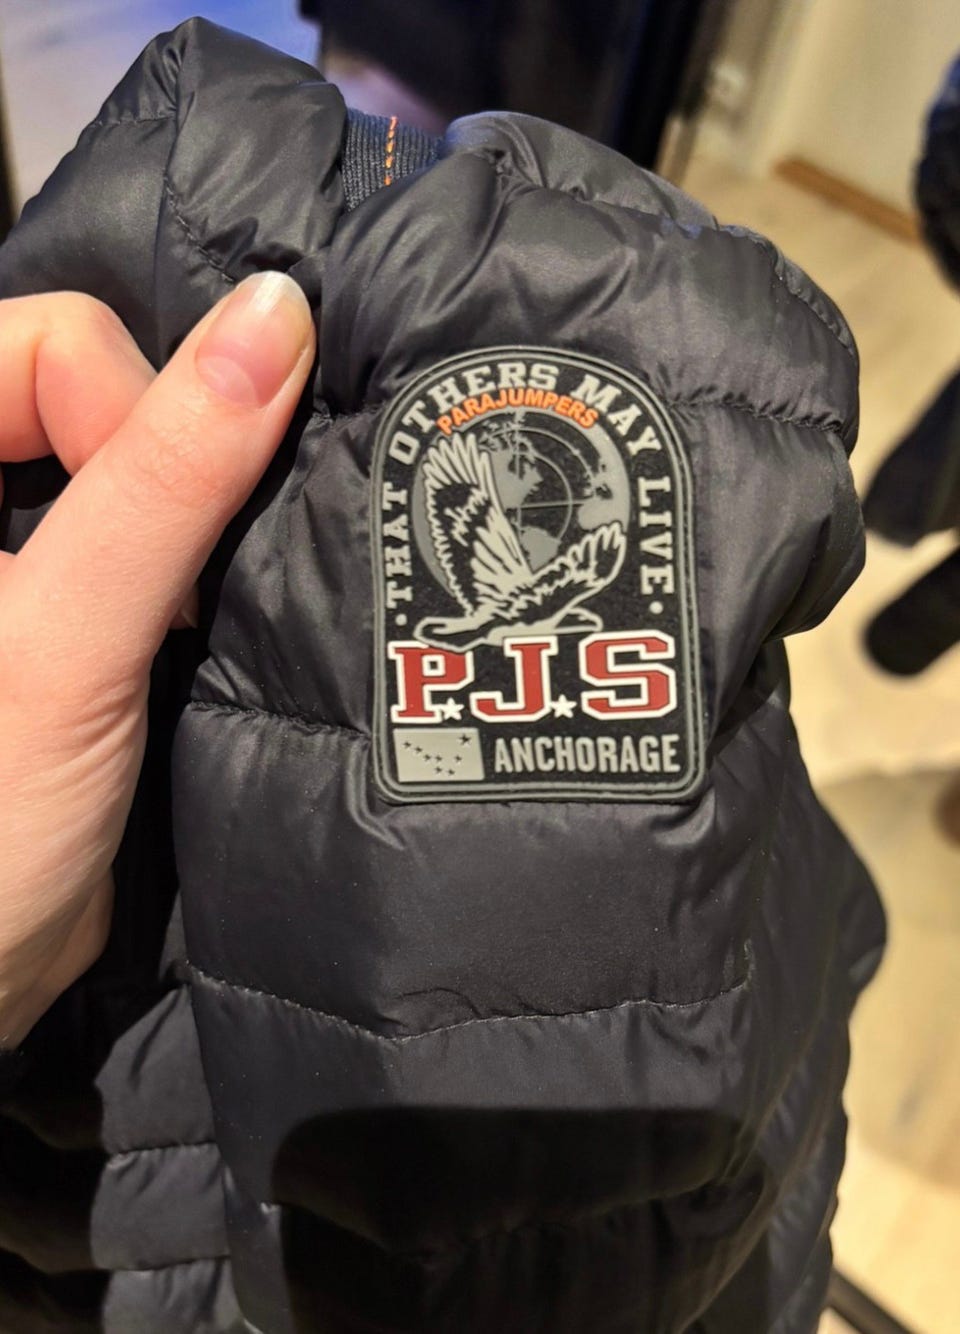 • THAT OTHERS MAY LIVE •
PARAJUMPERS
P.J.S
ANCHORAGE